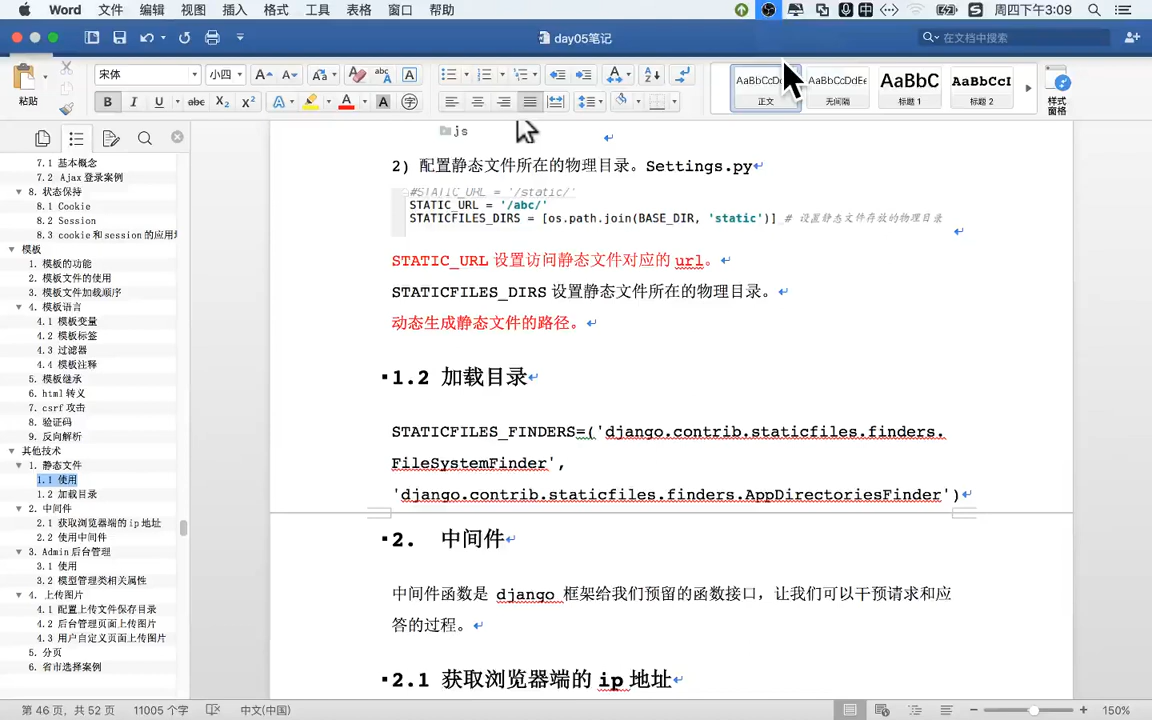 Word 文件 编辑 视图 插入 格式 工具 表格 窗口 帮助 周四下午3:09
day05笔记 在文中搜索
粘贴 宋体 小四 正文 无间隔 标题 1 标题 2 样式窗格
AaBbCcDc AaBbCcDdEe AaBbC AaBbCcI
B I U abc X₂ X²
7.1 基本概念
7.2 Ajax登录案例
8. 状态保持
8.1 Cookie
8.2 Session
8.3 cookie和session的应用场
模板
1. 模板的功能
2. 模板文件的使用
3. 模板文件加载顺序
4. 模板语言
4.1 模板变量
4.2 模板标签
4.3 过滤器
4.4 模板注释
5. 模板继承
6. html转义
7. csrf攻击
8. 验证码
9. 反向解析
其他技术
1. 静态文件
1.1 使用
1.2 加载目录
2. 中间件
2.1 获取浏览器端的ip地址
2.2 使用中间件
3. Admin后台管理
3.1 使用
3.2 模型管理类相关属性
4. 上传图片
4.1 配置上传文件保存目录
4.2 后台管理页面上传图片
4.3 用户自定义页面上传图片
5. 分页
6. 省市选择案例
js
2) 配置静态文件所在的物理目录。Settings.py
#STATIC_URL = '/static/'
STATIC_URL = '/abc/'
STATICFILES_DIRS = [os.path.join(BASE_DIR, 'static')] # 设置静态文件存放的物理目录
STATIC_URL 设置访问静态文件对应的 url。
STATICFILES_DIRS 设置静态文件所在的物理目录。
动态生成静态文件的路径。
1.2 加载目录
STATICFILES_FINDERS=('django.contrib.staticfiles.finders.
FileSystemFinder',
'django.contrib.staticfiles.finders.AppDirectoriesFinder')
2. 中间件
中间件函数是 django 框架给我们预留的函数接口，让我们可以干预请求和应
答的过程。
2.1 获取浏览器端的 ip 地址
第 46 页，共 52 页 11005 个字 中文(中国) 150%